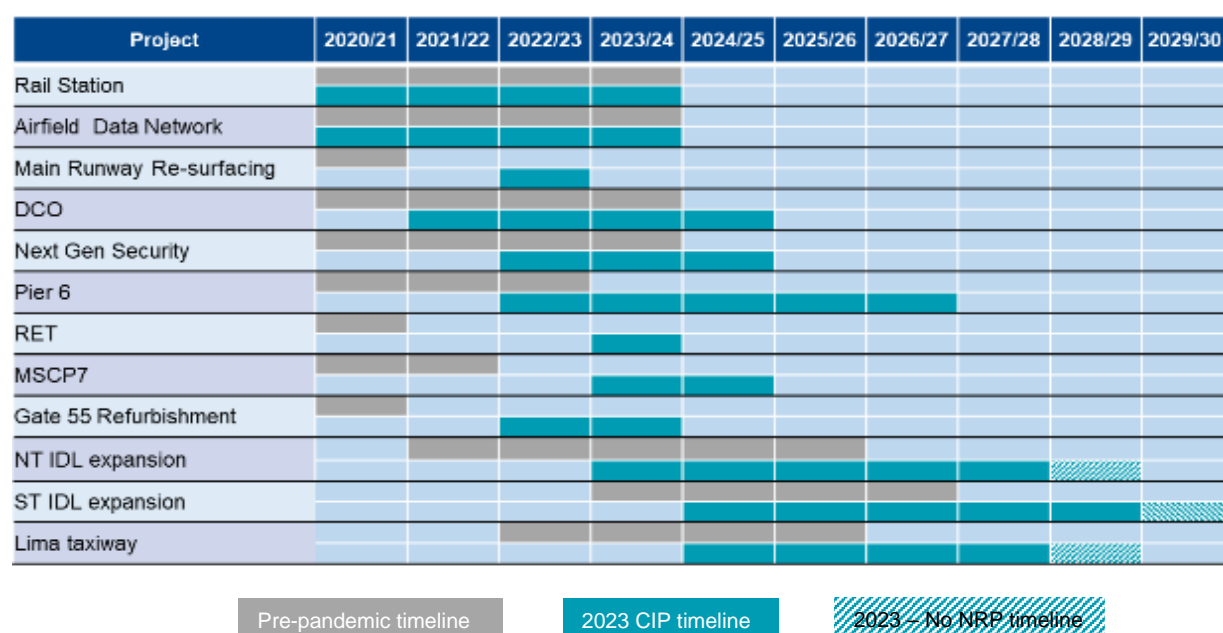 Project 2020/21 2021/22 2022/23 2023/24 2024/25 2025/26 2026/27 2027/28 2028/29 2029/30
Rail Station
Airfield Data Network
Main Runway Re-surfacing
DCO
Next Gen Security
Pier 6
RET
MSCP7
Gate 55 Refurbishment
NT IDL expansion
ST IDL expansion
Lima taxiway
Pre-pandemic timeline 2023 CIP timeline 2023 – No NRP timeline